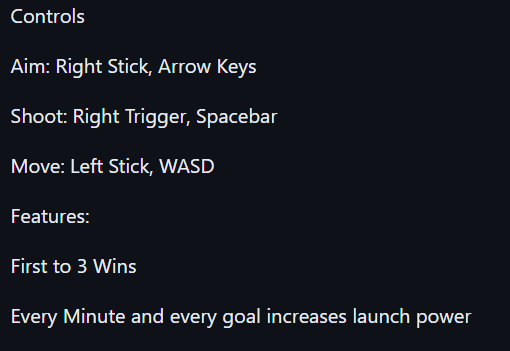 Controls
Aim: Right Stick, Arrow Keys
Shoot: Right Trigger, Spacebar
Move: Left Stick, WASD
Features:
First to 3 Wins
Every Minute and every goal increases launch power